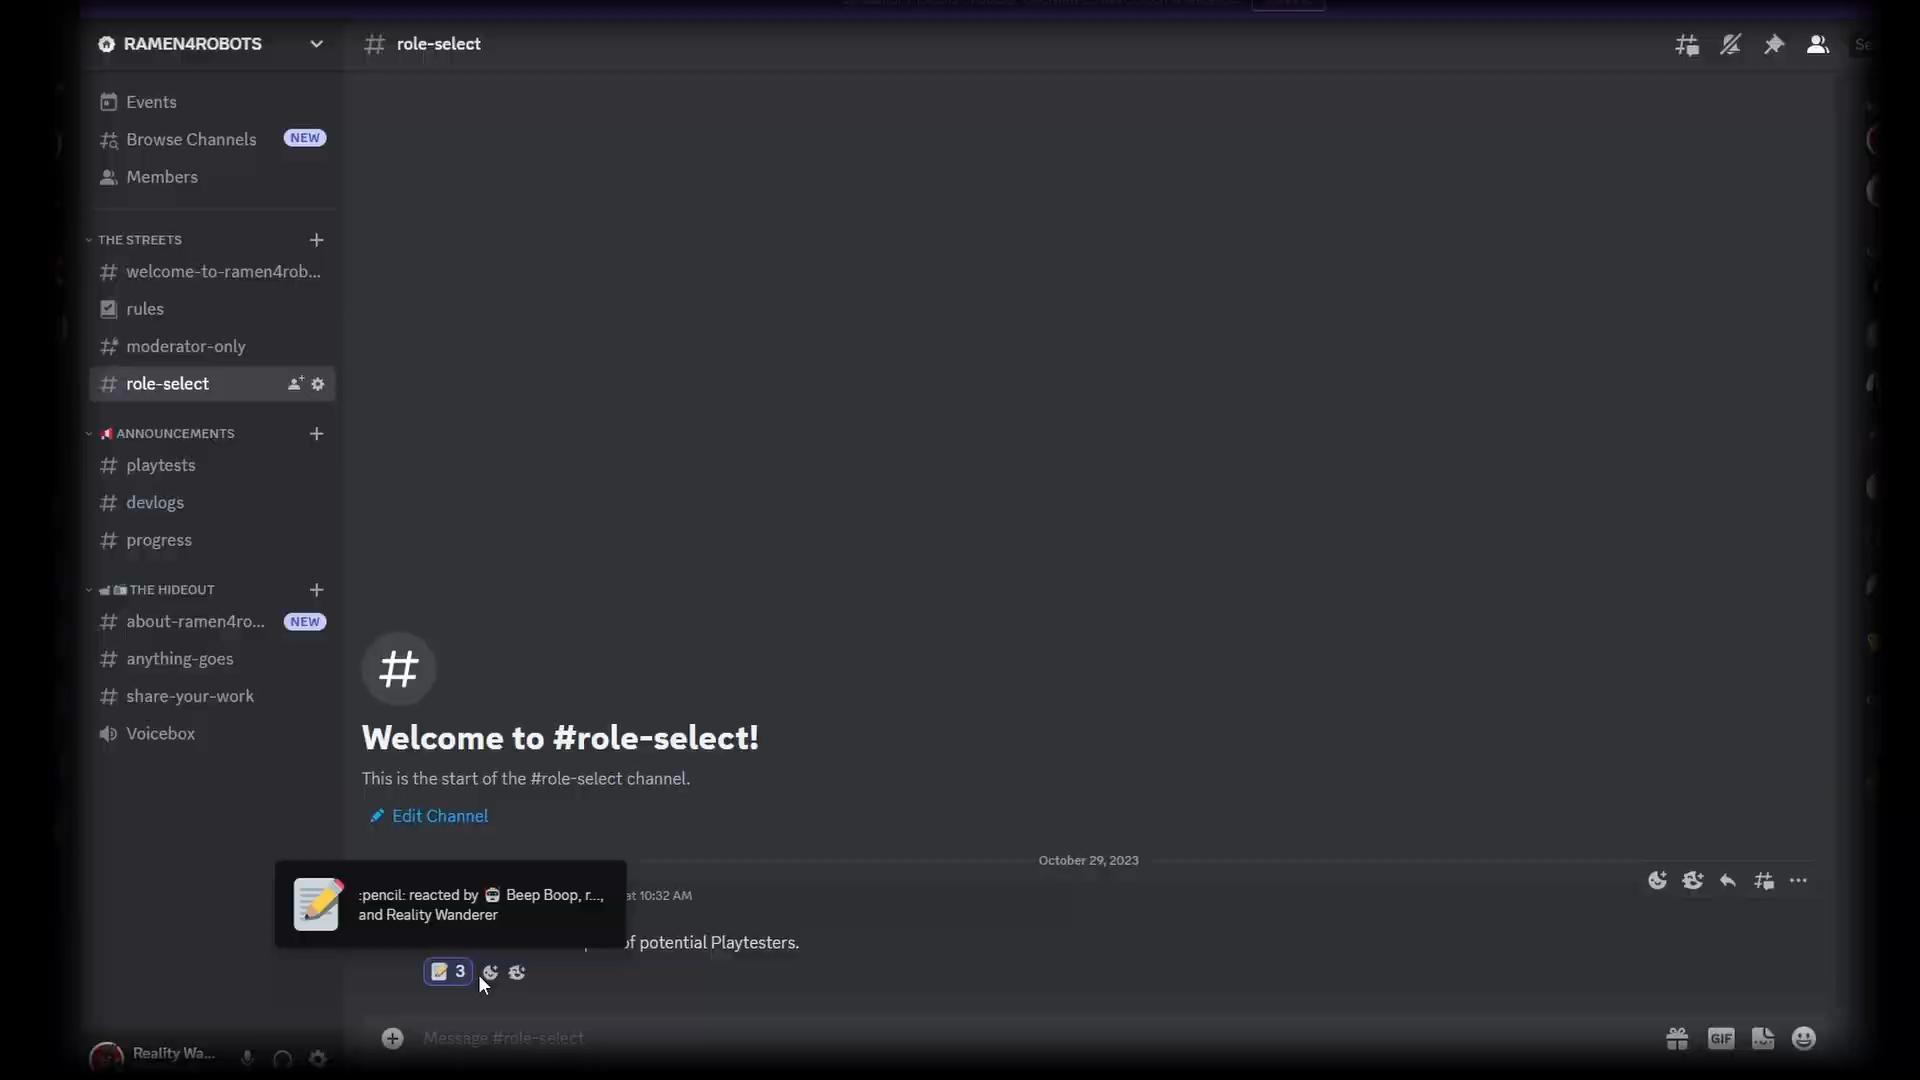 RAMEN4ROBOTS
role-select
Events
Browse Channels NEW
Members
THE STREETS
welcome-to-ramen4rob...
rules
moderator-only
role-select
ANNOUNCEMENTS
playtests
devlogs
progress
THE HIDEOUT
about-ramen4ro... NEW
anything-goes
share-your-work
Voicebox
Reality Wa...
Welcome to #role-select!
This is the start of the #role-select channel.
Edit Channel
October 29, 2023
:pencil: reacted by Beep Boop, r...,
and Reality Wanderer
at 10:32 AM
of potential Playtesters.
3
Message #role-select
GIF